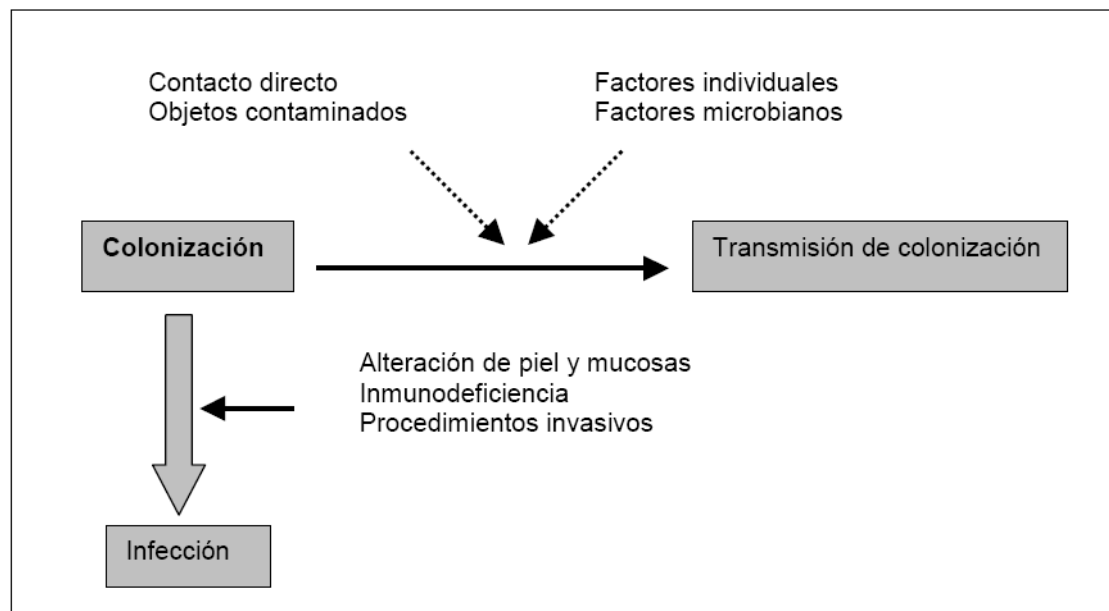 Contacto directo
Objetos contaminados
Factores individuales
Factores microbianos
Colonización
Transmisión de colonización
Alteración de piel y mucosas
Inmunodeficiencia
Procedimientos invasivos
Infección